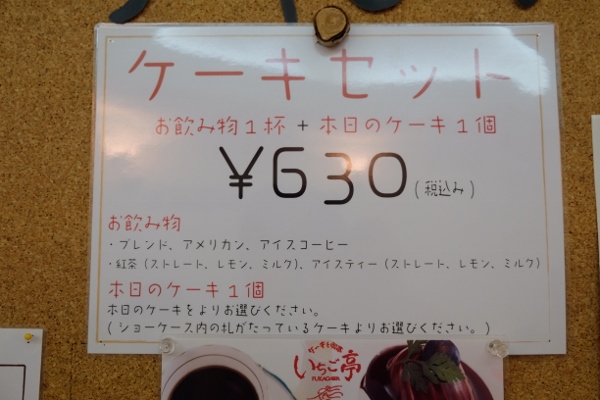 ケーキセット
お飲み物1杯 + 本日のケーキ1個
¥630(税込み)
お飲み物
・ブレンド、アメリカン、アイスコーヒー
・紅茶(ストレート、レモン、ミルク)、アイスティー(ストレート、レモン、ミルク)
本日のケーキ1個
本日のケーキをよりお選びください。
(ショーケース内の札がたっているケーキよりお選びください。)
いちご亭
FUKAGAWA